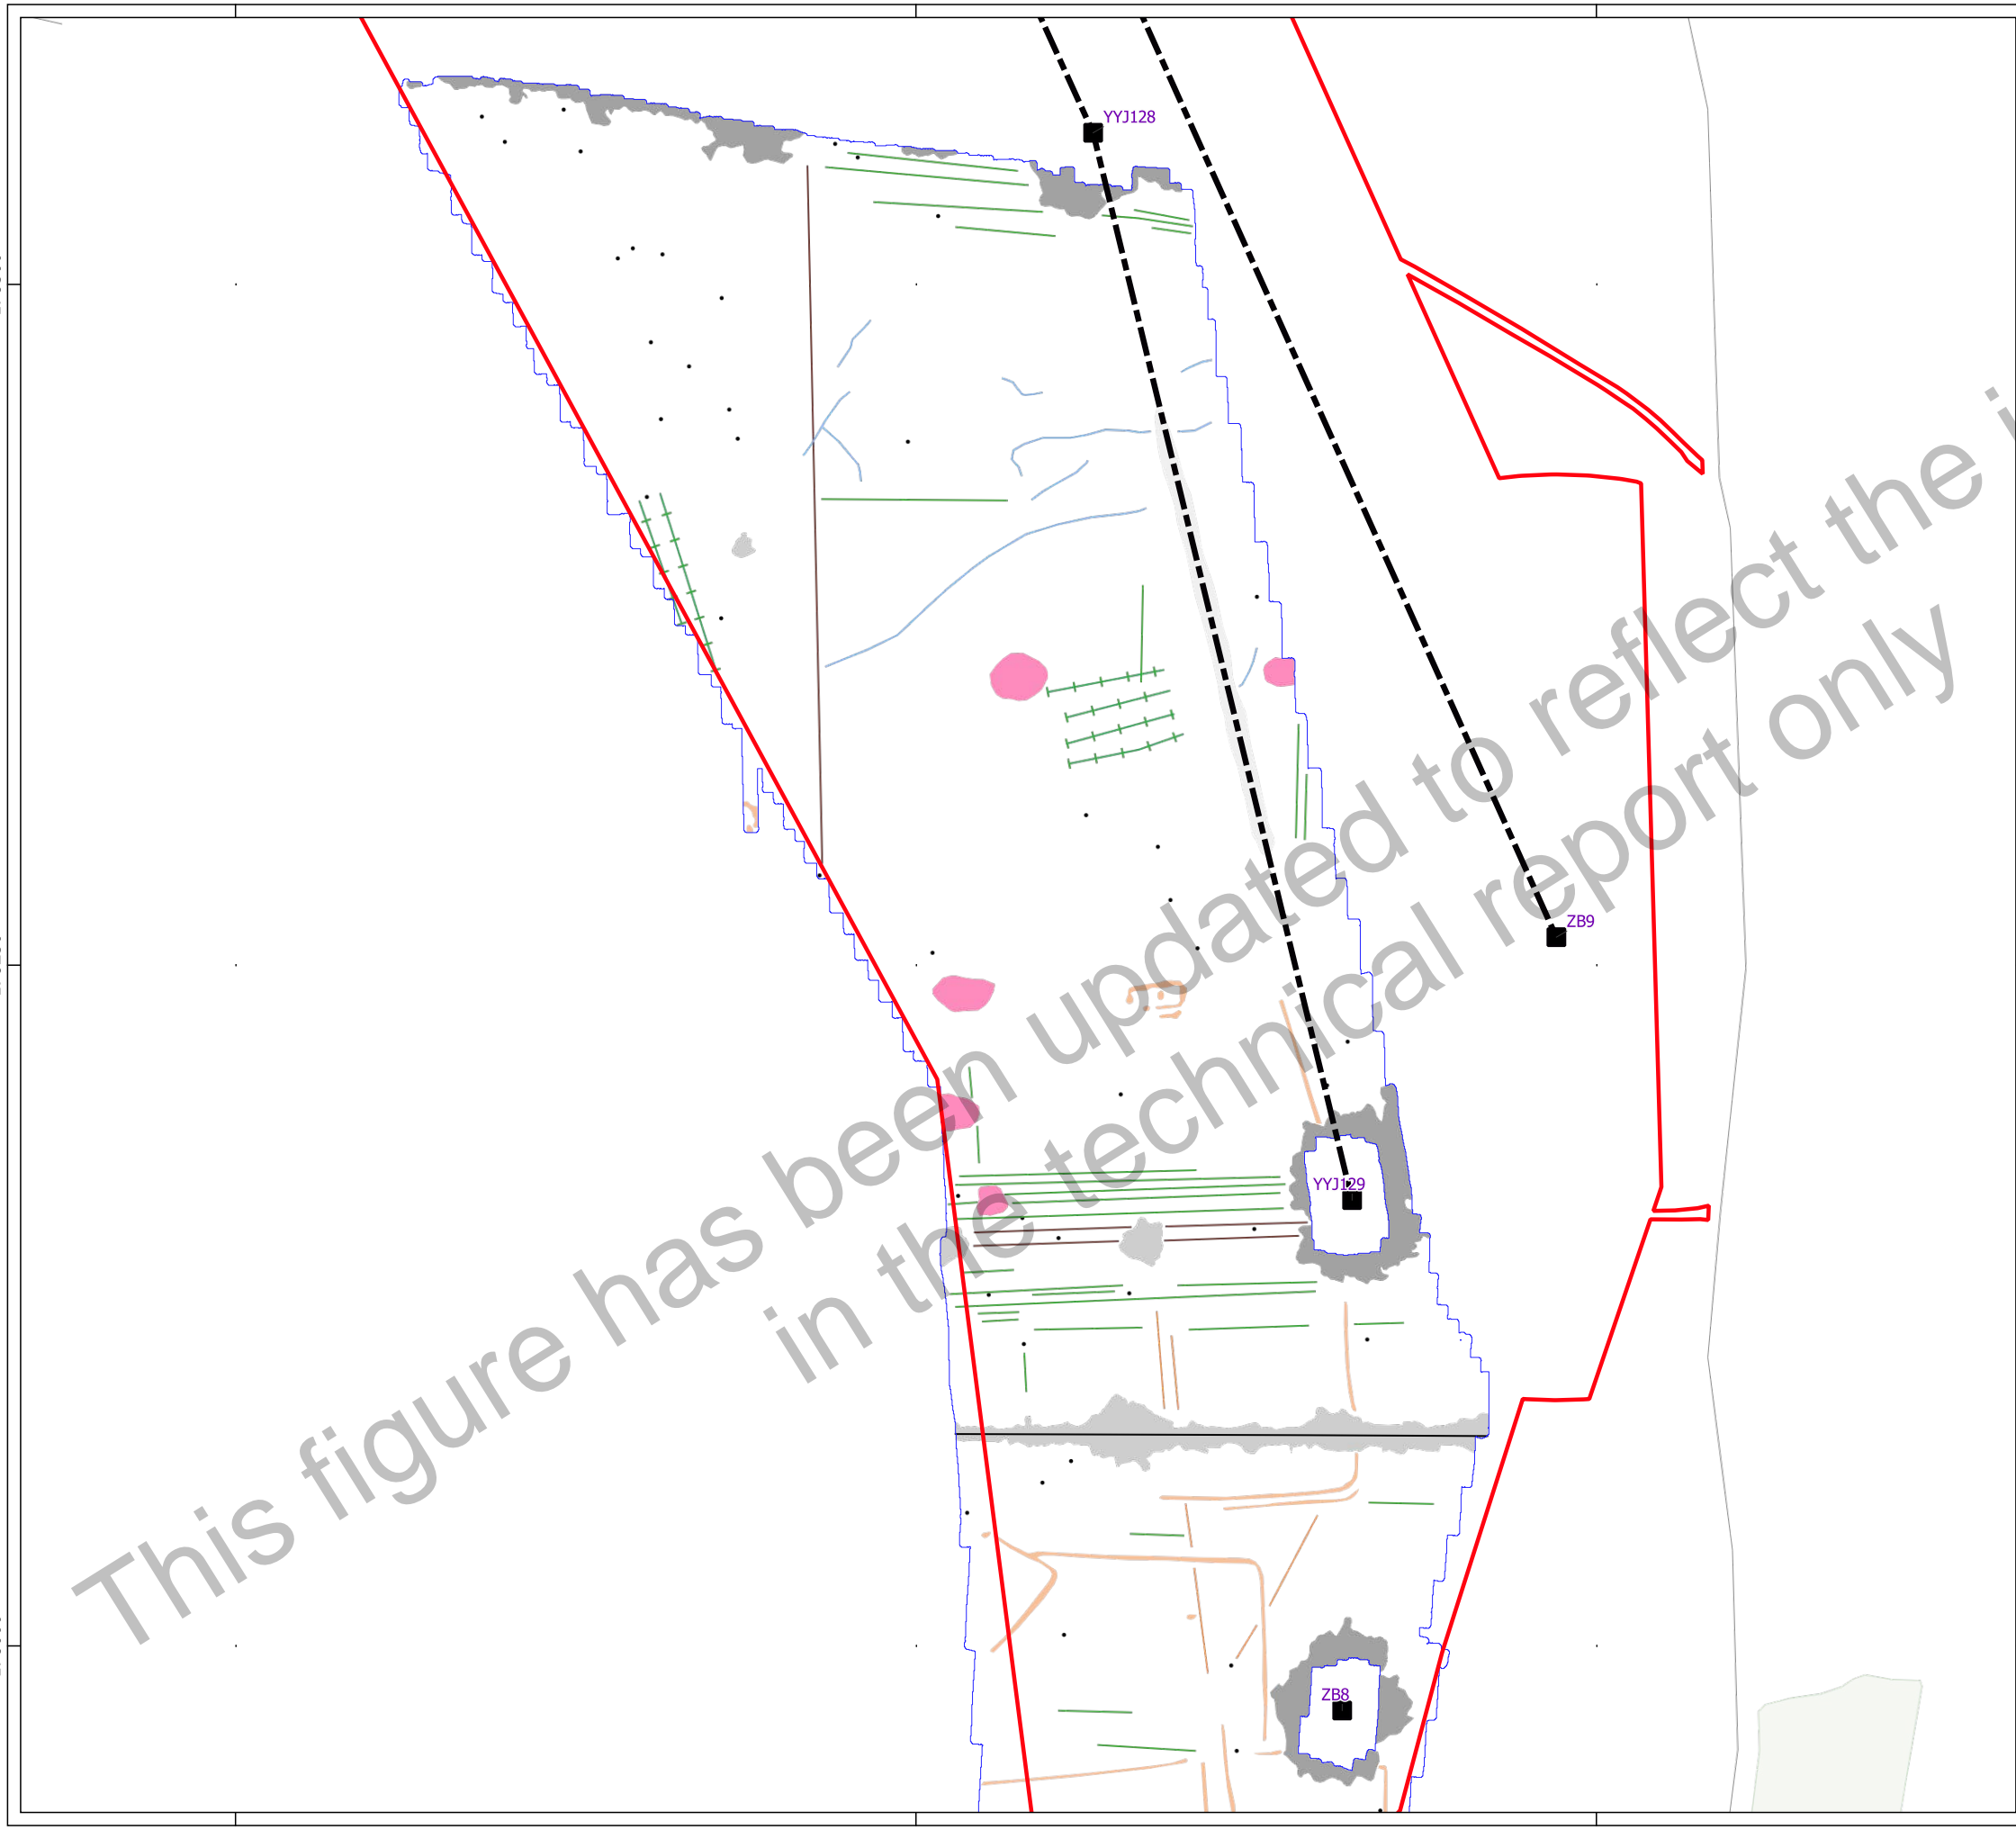 YYJ128
ZB9
YYJ129
ZB8
This figure has been updated to reflect the i
in the technical report only